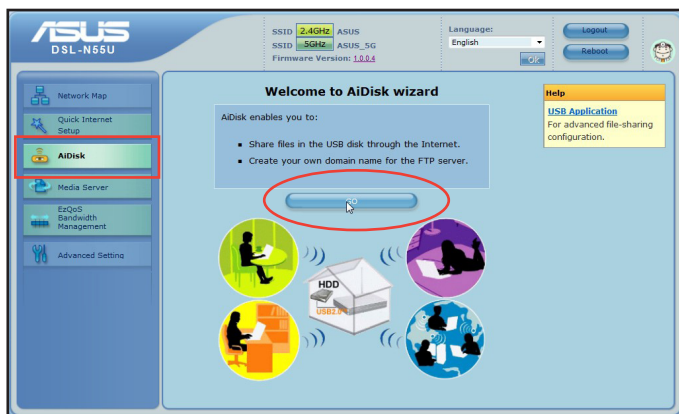 ASUS
DSL-N55U
SSID 2.4GHz ASUS
SSID 5GHz ASUS_5G
Firmware Version: 1.0.0.4
Language:
English
Ok
Logout
Reboot
Network Map
Quick Internet
Setup
AiDisk
Media Server
EzQoS
Bandwidth
Management
Advanced Setting
Welcome to AiDisk wizard
AiDisk enables you to:
Share files in the USB disk through the Internet.
Create your own domain name for the FTP server.
GO
HDD
USB2.0
Help
USB Application
For advanced file-sharing
configuration.